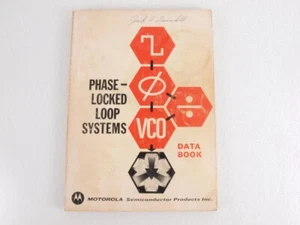 PHASE-
LOCKED
LOOP
SYSTEMS
VCO
DATA
BOOK
MOTOROLA Semiconductor Products Inc.